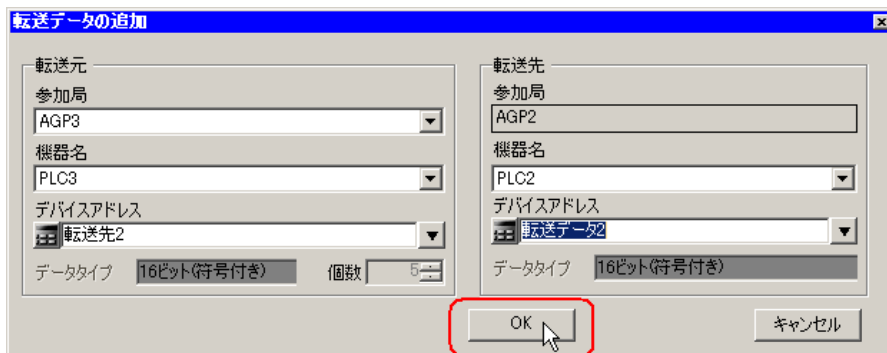 転送データの追加
転送元
参加局
AGP3
機器名
PLC3
デバイスアドレス
転送先2
データタイプ 16ビット(符号付き) 個数 5
転送先
参加局
AGP2
機器名
PLC2
デバイスアドレス
転送データ2
データタイプ 16ビット(符号付き)
OK キャンセル